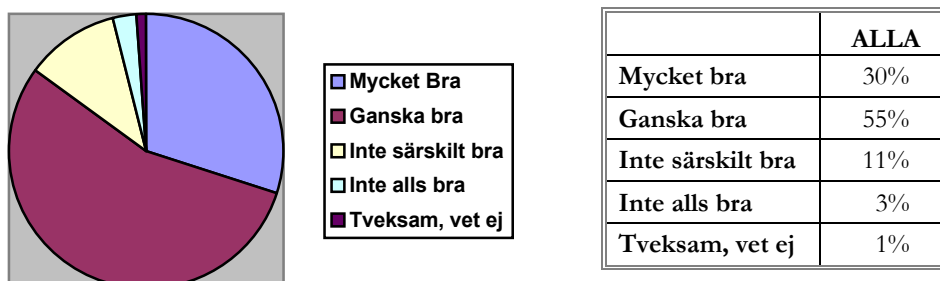 Mycket Bra
Ganska bra
Inte särskilt bra
Inte alls bra
Tveksam, vet ej
ALLA
Mycket bra 30%
Ganska bra 55%
Inte särskilt bra 11%
Inte alls bra 3%
Tveksam, vet ej 1%